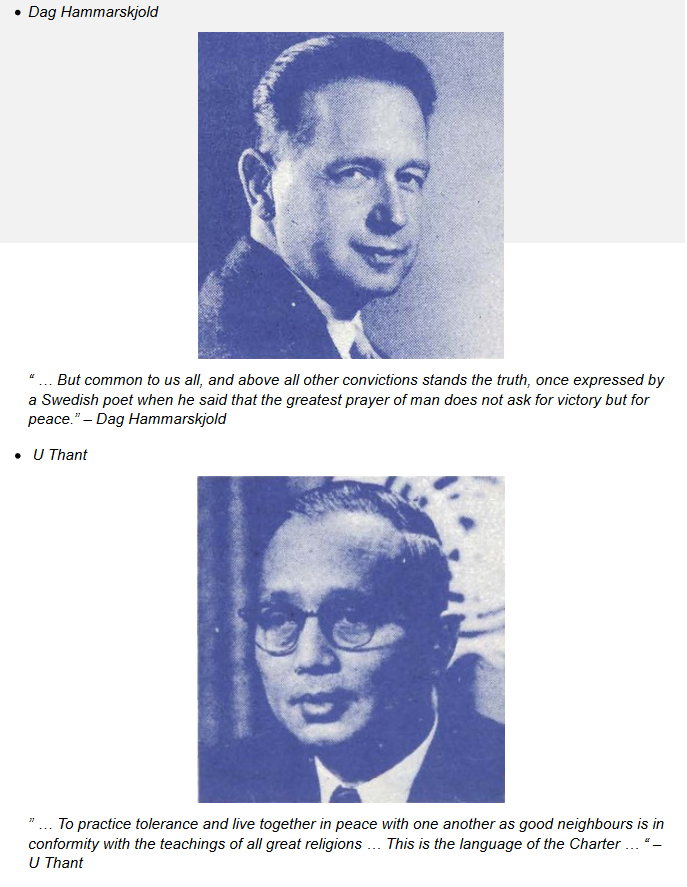 Dag Hammarskjold
“ … But common to us all, and above all other convictions stands the truth, once expressed by
a Swedish poet when he said that the greatest prayer of man does not ask for victory but for
peace.” – Dag Hammarskjold
U Thant
” … To practice tolerance and live together in peace with one another as good neighbours is in
conformity with the teachings of all great religions … This is the language of the Charter … “ –
U Thant